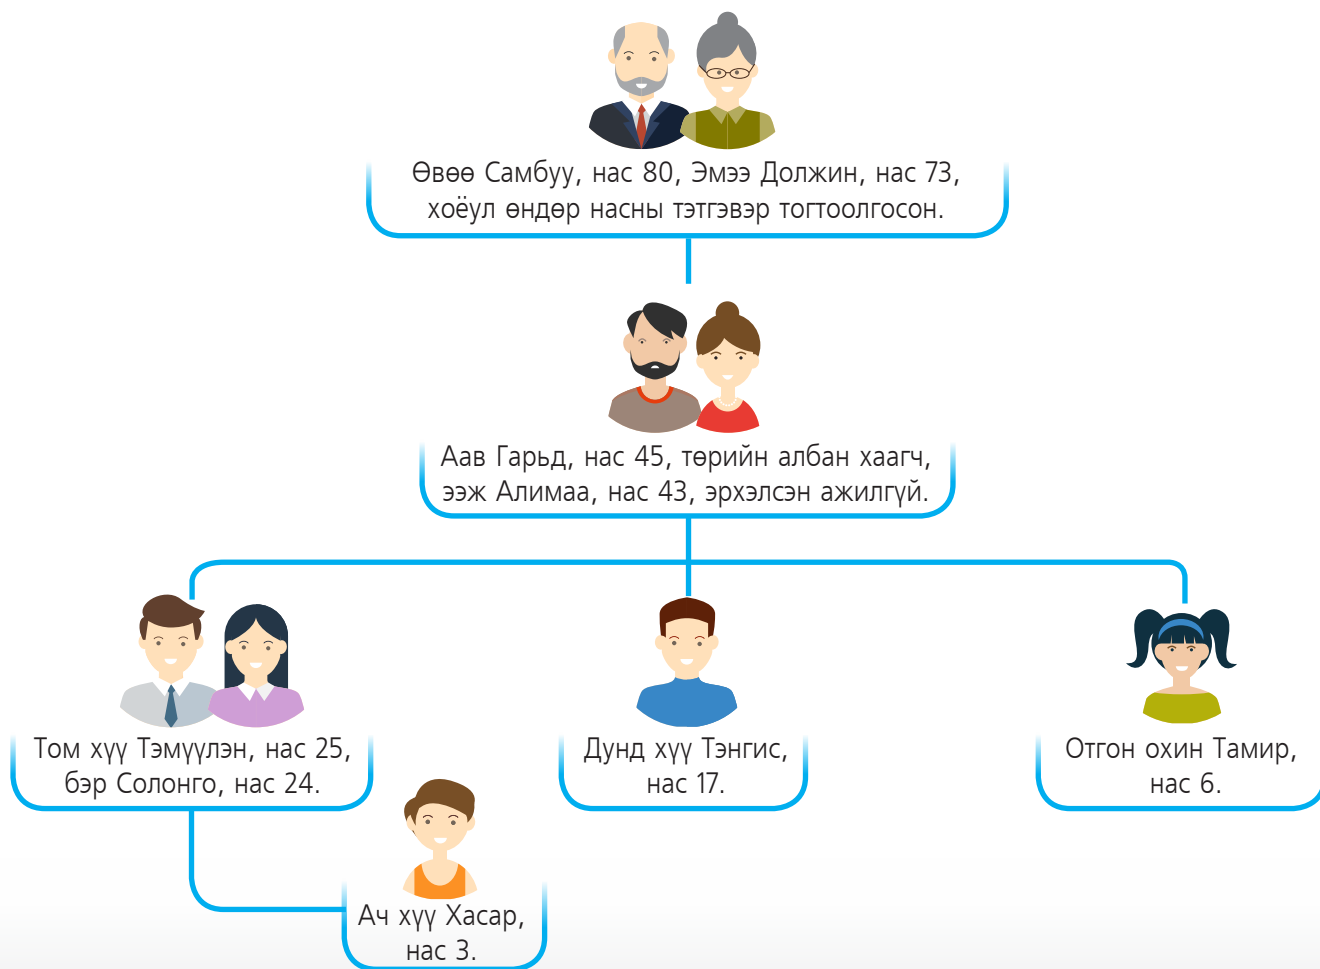 Өвөө Самбуу, нас 80, Эмээ Должин, нас 73,
хоёул өндөр насны тэтгэвэр тогтоолгосон.
Аав Гарьд, нас 45, төрийн албан хаагч,
ээж Алимаа, нас 43, эрхэлсэн ажилгүй.
Том хүү Тэмүүлэн, нас 25,
бэр Солонго, нас 24.
Дунд хүү Тэнгис,
нас 17.
Отгон охин Тамир,
нас 6.
Ач хүү Хасар,
нас 3.